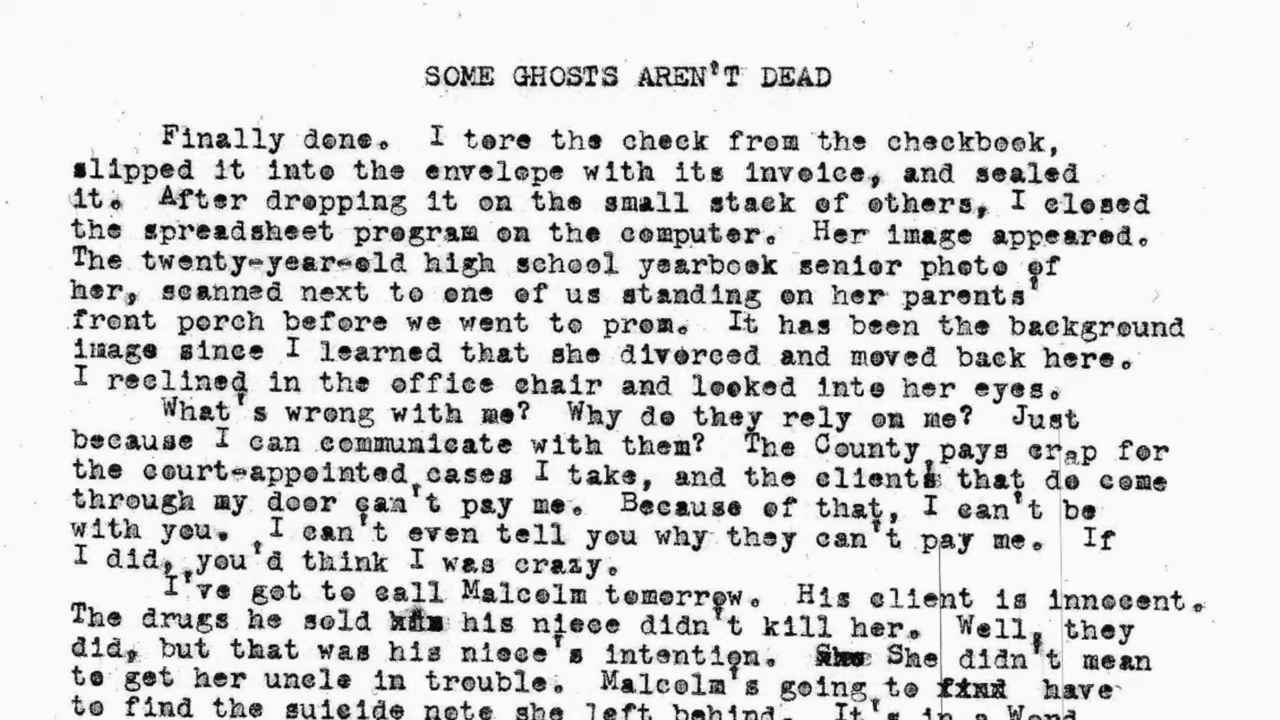 SOME GHOSTS AREN'T DEAD
Finally done. I tore the check from the checkbook,
slipped it into the envelope with its invoice, and sealed
it. After dropping it on the small stack of others, I closed
the spreadsheet program on the computer. Her image appeared.
The twenty-year-old high school yearbook senior photo of
her, scanned next to one of us standing on her parents'
front porch before we went to prom. It has been the background
image since I learned that she divorced and moved back here.
I reclined in the office chair and looked into her eyes.
What's wrong with me? Why do they rely on me? Just
because I can communicate with them? The County pays crap for
the court-appointed cases I take, and the clients that do come
through my door can't pay me. Because of that, I can't be
with you. I can't even tell you why they can't pay me. If
I did, you'd think I was crazy.
I've got to call Malcolm tomorrow. His client is innocent.
The drugs he sold his niece didn't kill her. Well, they
did, but that was his niece's intention. She didn't mean
to get her uncle in trouble. Malcolm's going to find have
to find the suicide note she left behind. It's in a Word